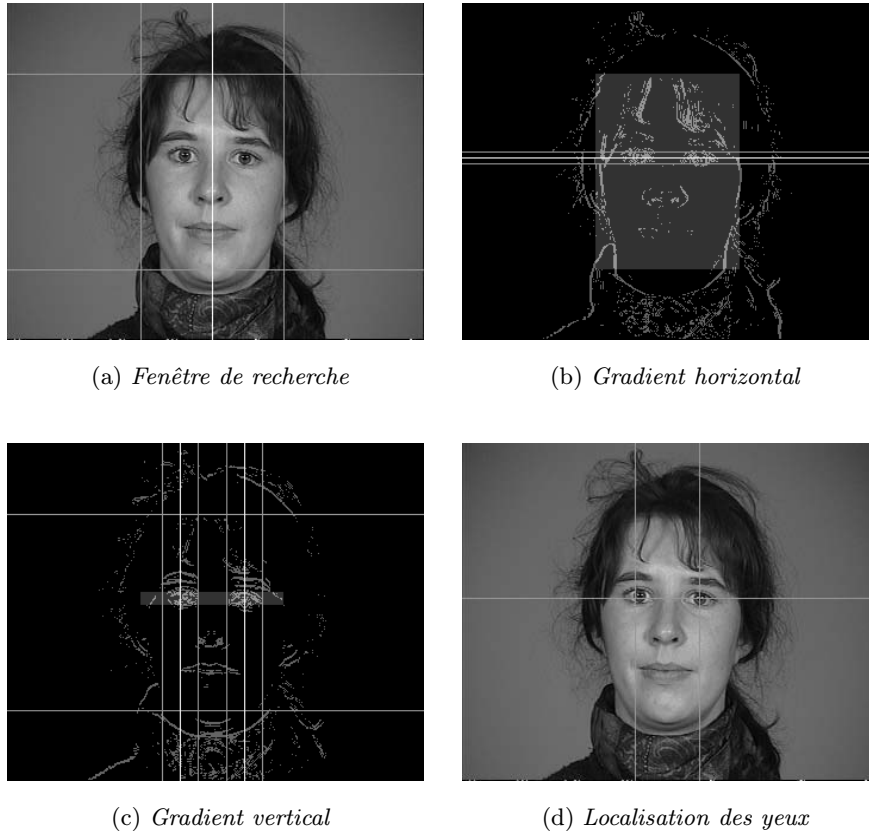 (a) Fenêtre de recherche
(b) Gradient horizontal
(c) Gradient vertical
(d) Localisation des yeux